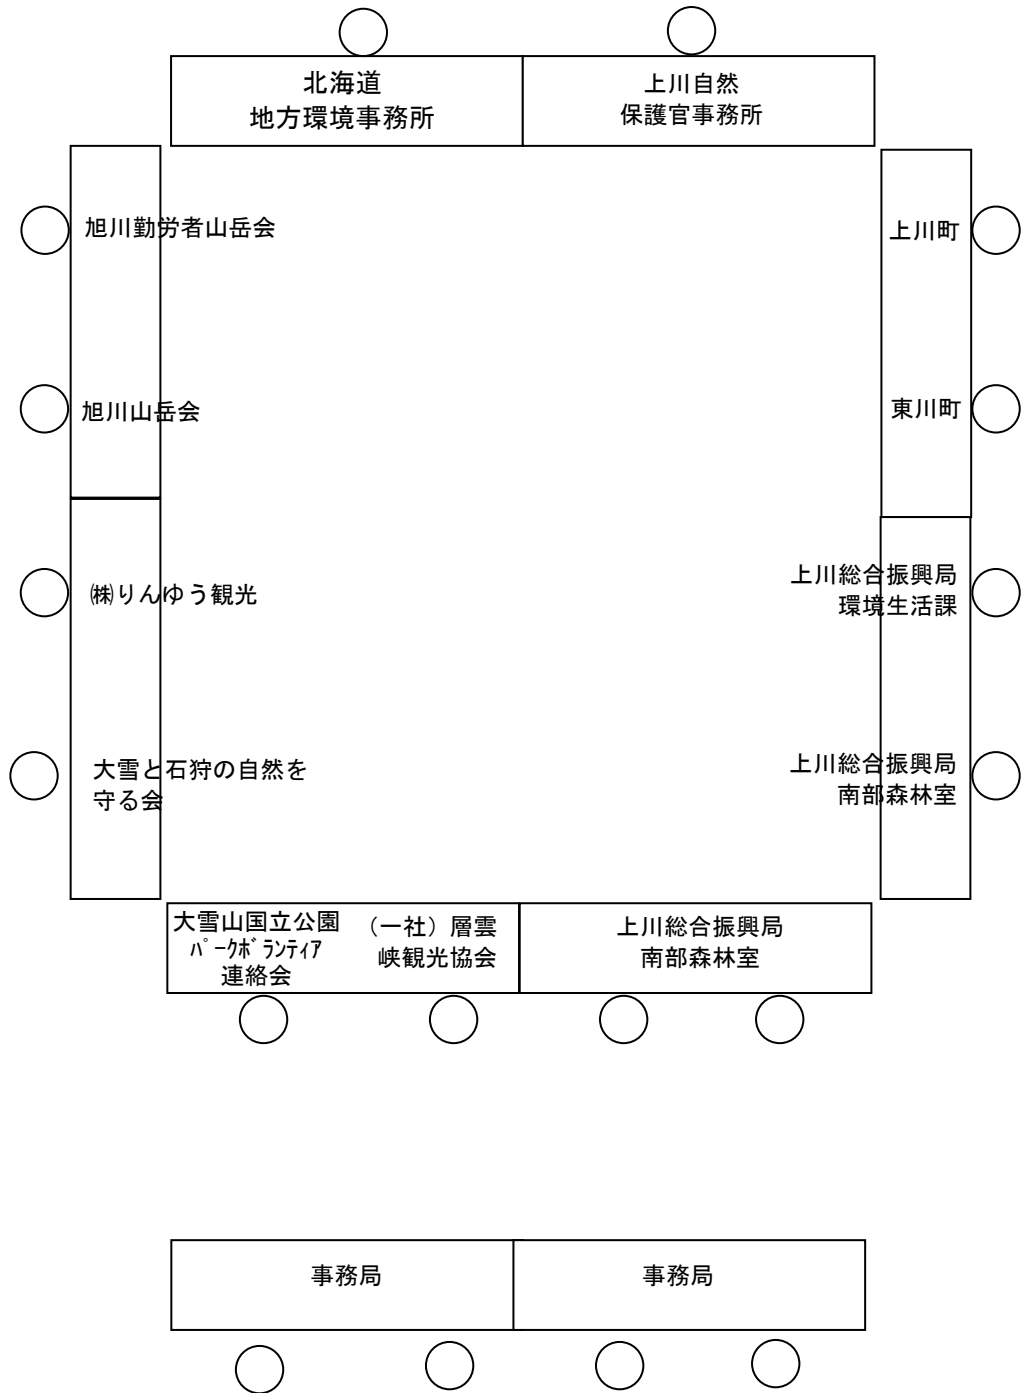 北海道
地方環境事務所
上川自然
保護官事務所
旭川勤労者山岳会
上川町
旭川山岳会
東川町
㈱りんゆう観光
上川総合振興局
環境生活課
大雪と石狩の自然を
守る会
上川総合振興局
南部森林室
大雪山国立公園
ﾊﾟｰｸﾎﾞﾗﾝﾃｨｱ
連絡会
（一社）層雲
峡観光協会
上川総合振興局
南部森林室
事務局
事務局